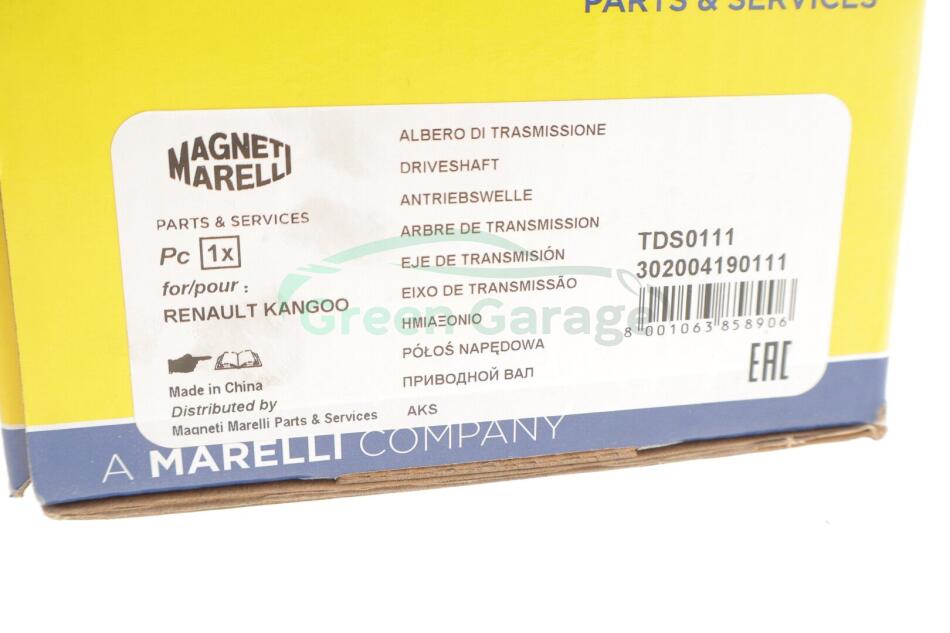 PARTS & SERVICES
MAGNETI
MARELLI
PARTS & SERVICES
Pc 1x
for/pour :
RENAULT KANGOO
Made in China
Distributed by
Magneti Marelli Parts & Services
ALBERO DI TRASMISSIONE
DRIVESHAFT
ANTRIEBSWELLE
ARBRE DE TRANSMISSION
EJE DE TRANSMISIÓN
EIXO DE TRANSMISSÃO
ΗΜΙΑΞΟΝΙΟ
PÓŁOŚ NAPĘDOWA
ПРИВОДНОЙ ВАЛ
AKS
TDS0111
302004190111
8 001063 858906
EAC
Green Garage
A MARELLI COMPANY